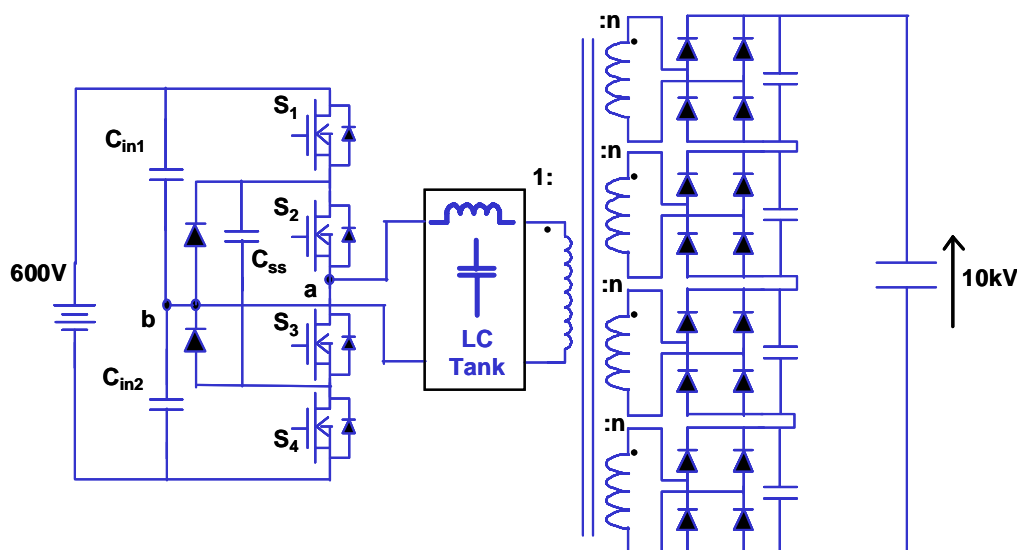 :n
S1
Cin1
:n
1:
S2
Css
600V
a
10kV
:n
b
S3
LC
Tank
Cin2
:n
S4